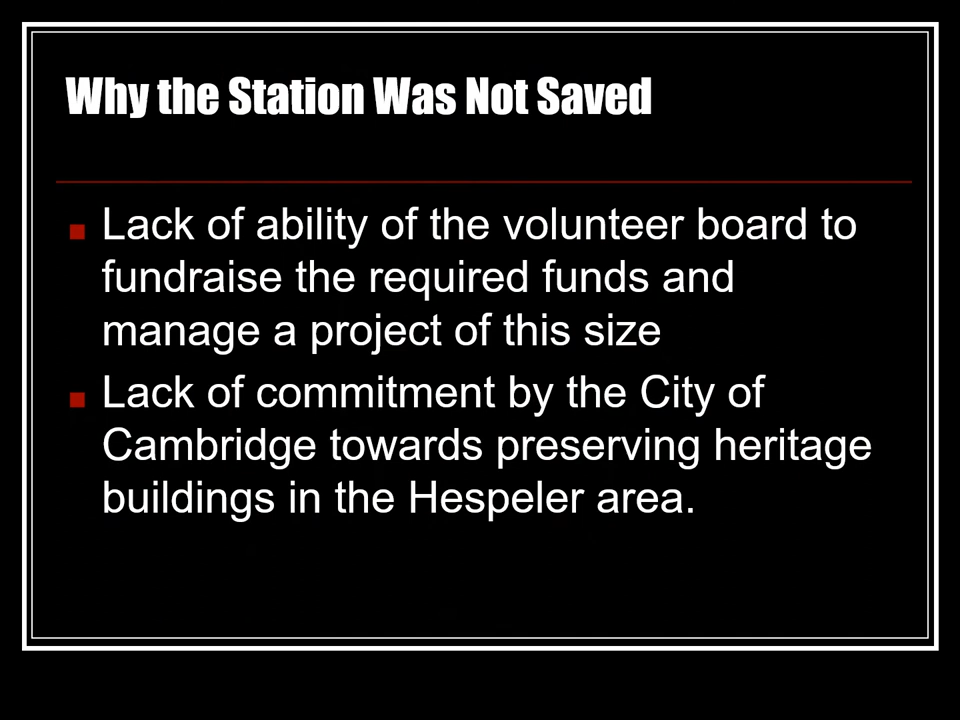 Why the Station Was Not Saved
Lack of ability of the volunteer board to
fundraise the required funds and
manage a project of this size
Lack of commitment by the City of
Cambridge towards preserving heritage
buildings in the Hespeler area.